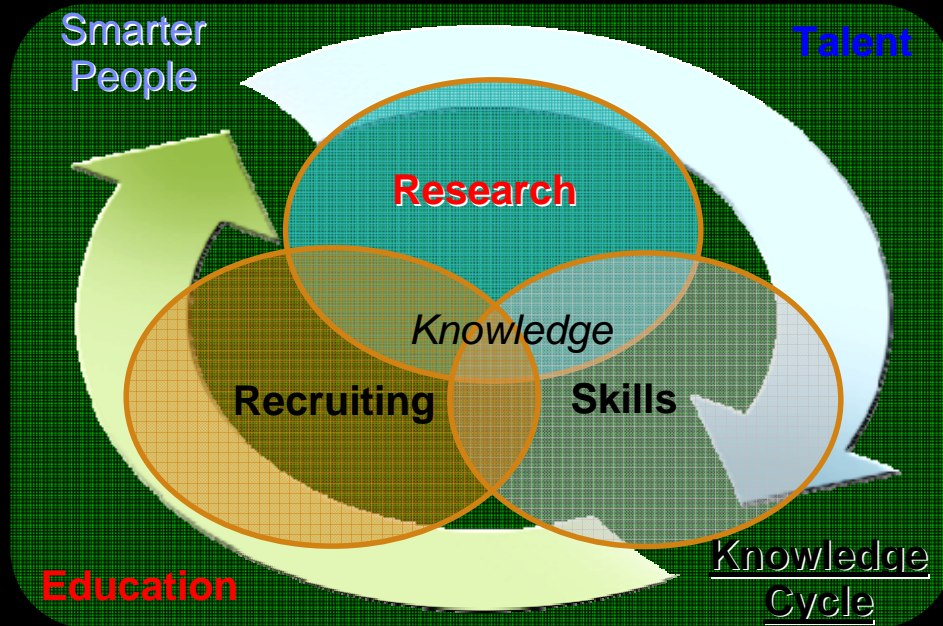 Smarter
People
Talent
Research
Knowledge
Recruiting
Skills
Education
Knowledge
Cycle